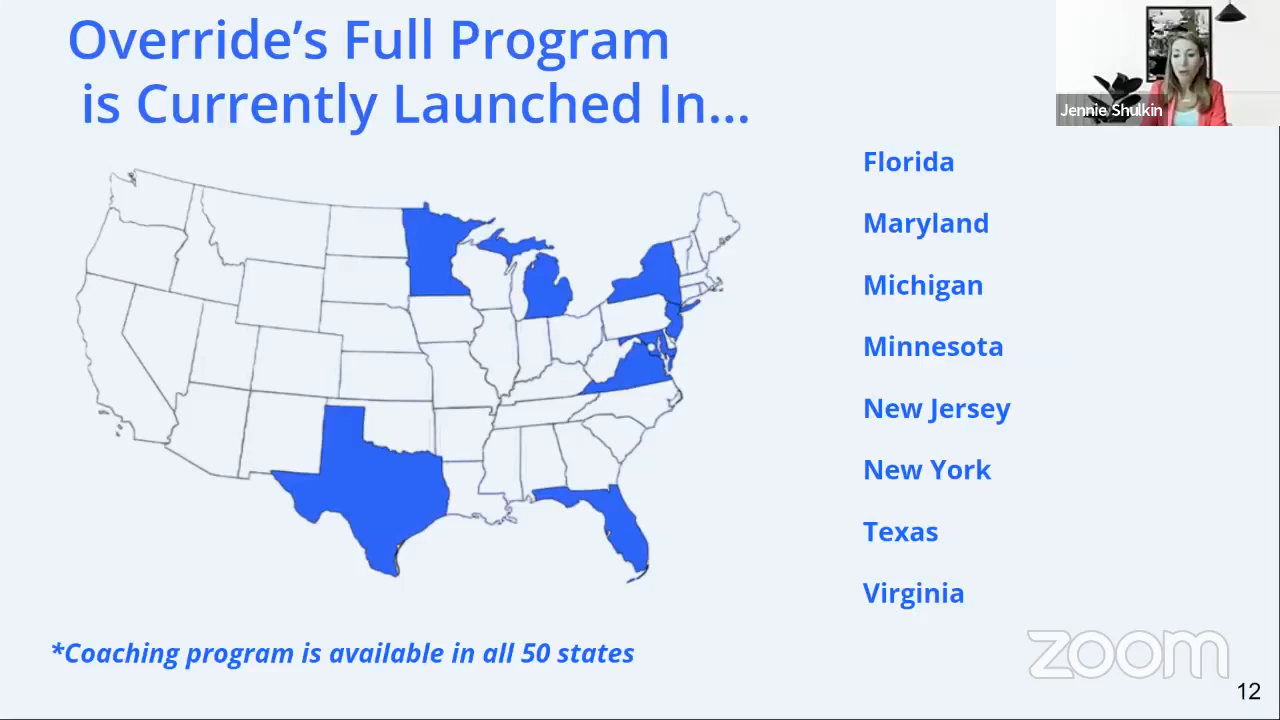 Override’s Full Program
is Currently Launched In...
Jennie Shulkin
Florida
Maryland
Michigan
Minnesota
New Jersey
New York
Texas
Virginia
*Coaching program is available in all 50 states
zoom
12